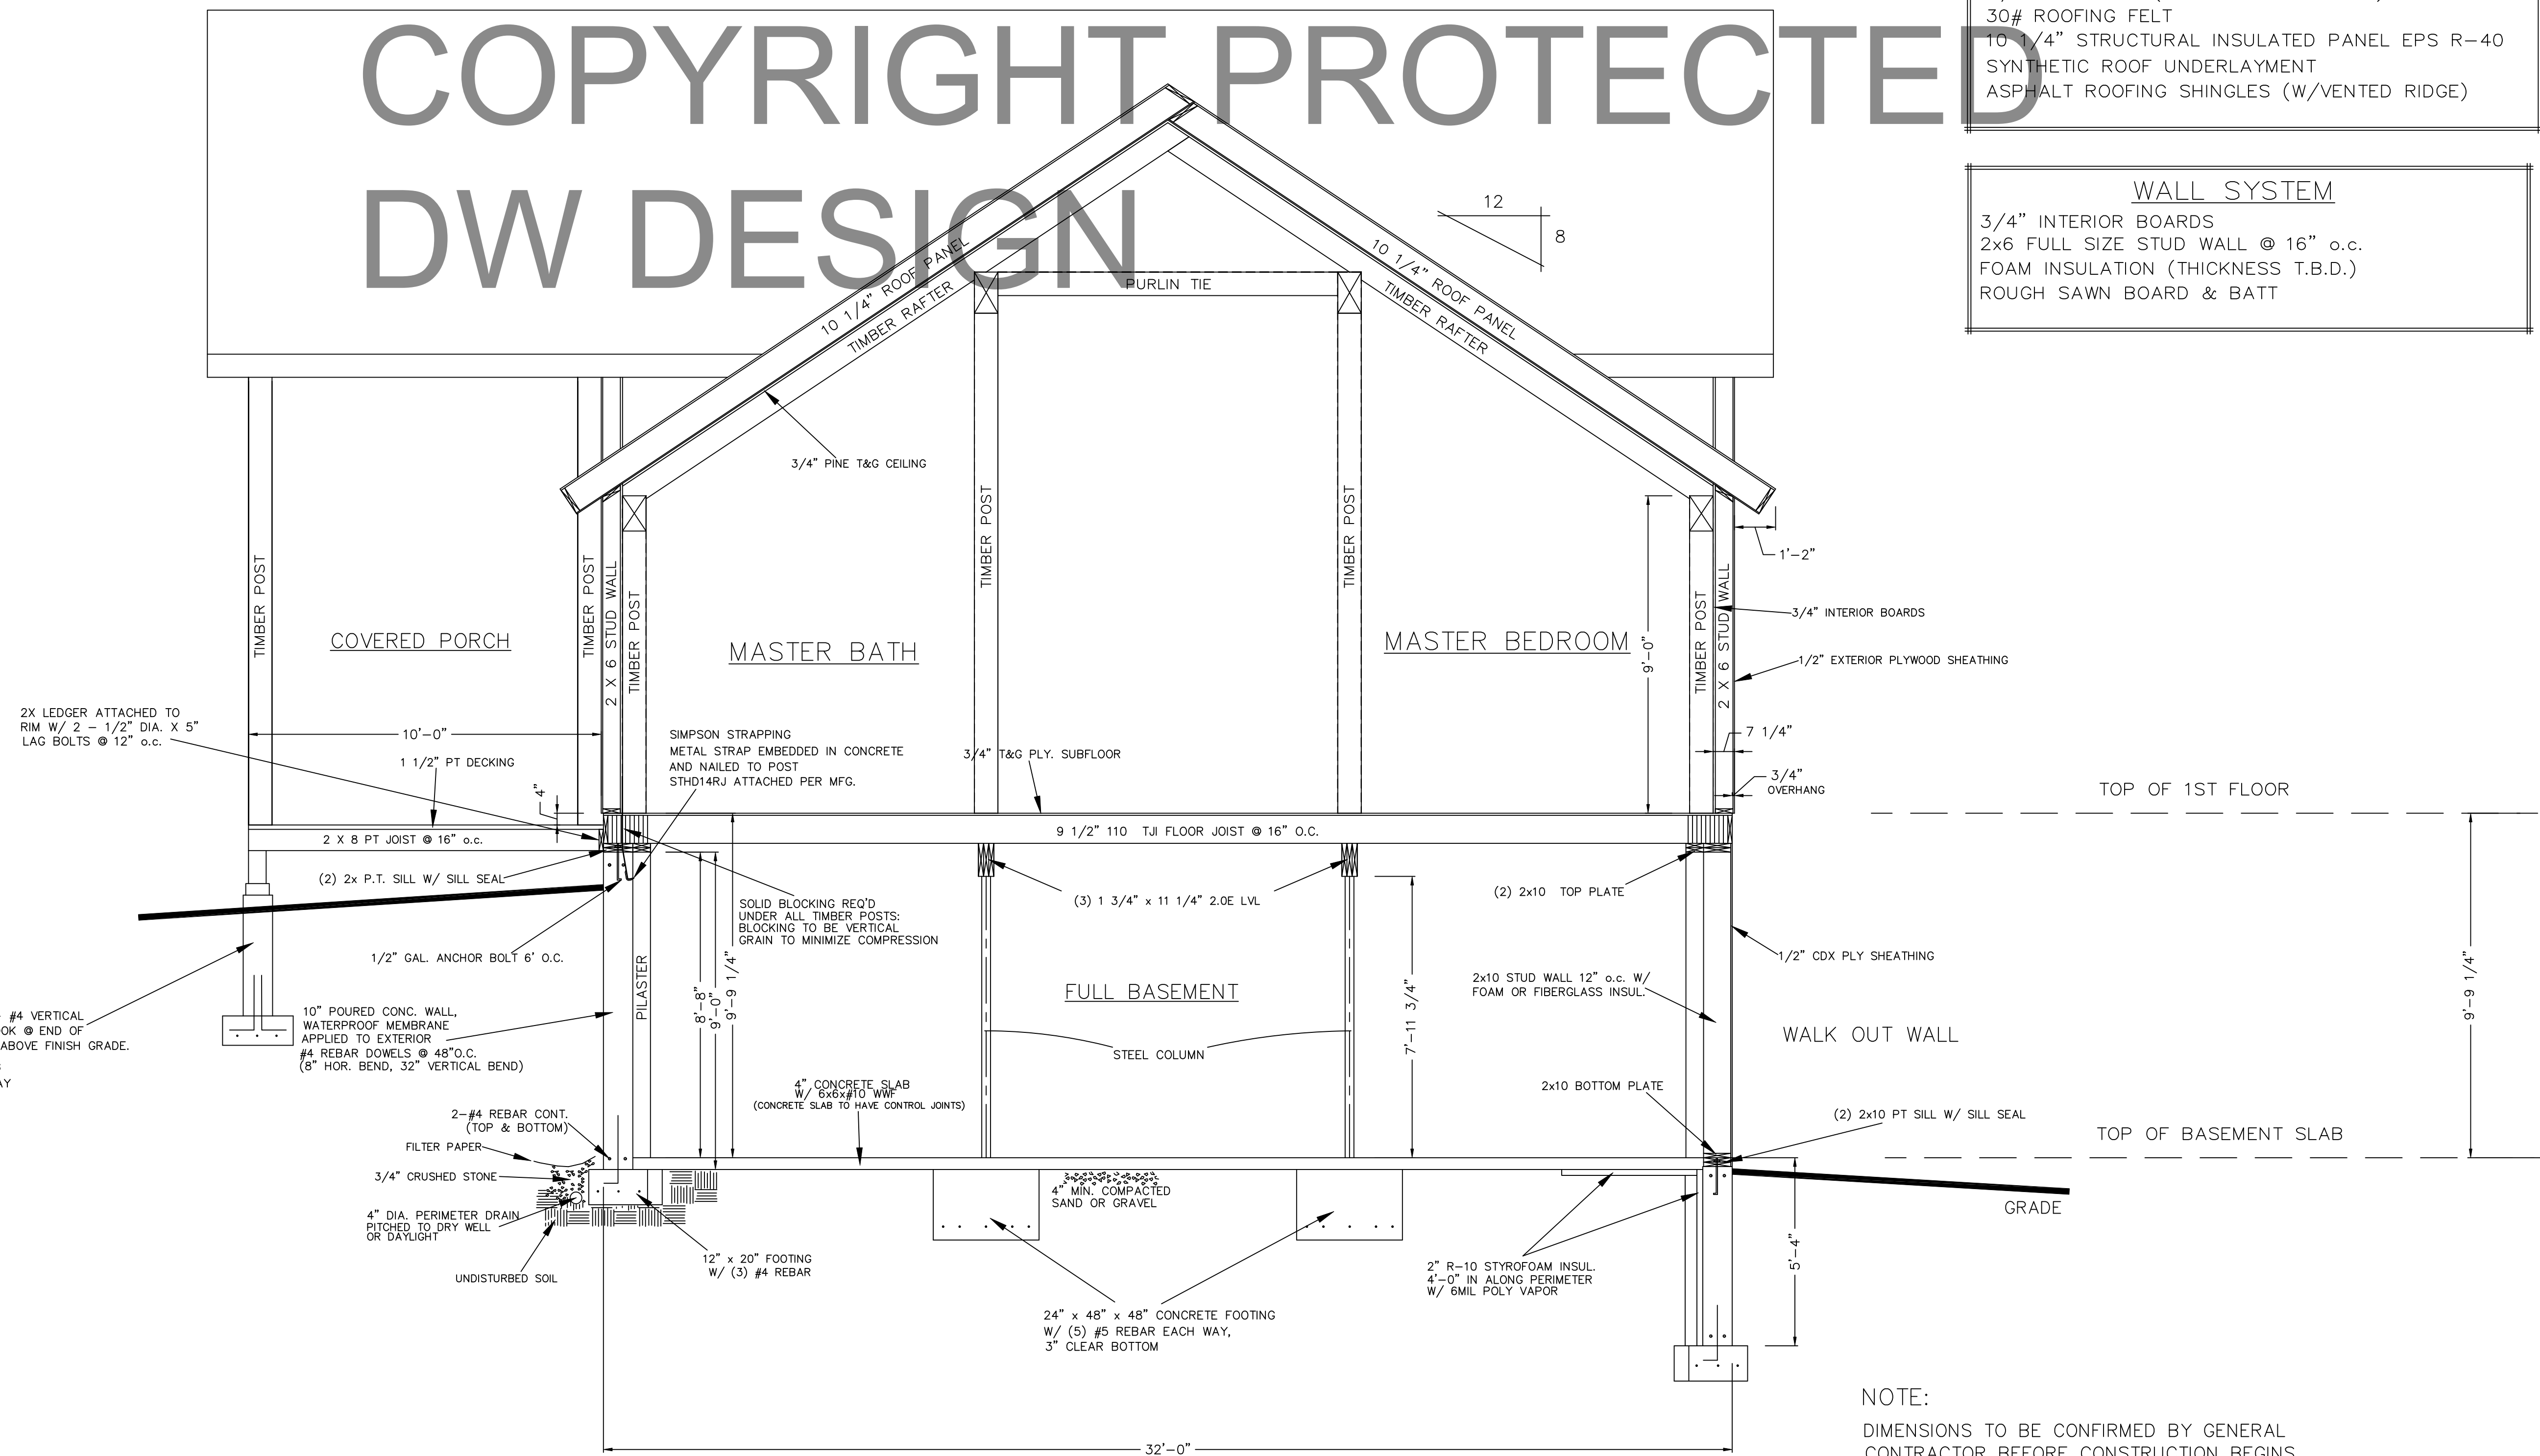 COPYRIGHT PROTECTED
DW DESIGN
30# ROOFING FELT
10 1/4" STRUCTURAL INSULATED PANEL EPS R-40
SYNTHETIC ROOF UNDERLAYMENT
ASPHALT ROOFING SHINGLES (W/VENTED RIDGE)
WALL SYSTEM
3/4" INTERIOR BOARDS
2x6 FULL SIZE STUD WALL @ 16" o.c.
FOAM INSULATION (THICKNESS T.B.D.)
ROUGH SAWN BOARD & BATT
12
8
10 1/4" ROOF PANEL
TIMBER RAFTER
PURLIN TIE
10 1/4" ROOF PANEL
TIMBER RAFTER
3/4" PINE T&G CEILING
TIMBER POST
TIMBER POST
2 X 6 STUD WALL
TIMBER POST
TIMBER POST
TIMBER POST
TIMBER POST
2 X 6 STUD WALL
1'-2"
9'-0"
COVERED PORCH
MASTER BATH
MASTER BEDROOM
3/4" INTERIOR BOARDS
1/2" EXTERIOR PLYWOOD SHEATHING
2X LEDGER ATTACHED TO
RIM W/ 2 - 1/2" DIA. X 5"
LAG BOLTS @ 12" o.c.
10'-0"
1 1/2" PT DECKING
4"
SIMPSON STRAPPING
METAL STRAP EMBEDDED IN CONCRETE
AND NAILED TO POST
STHD14RJ ATTACHED PER MFG.
3/4" T&G PLY. SUBFLOOR
7 1/4"
3/4"
OVERHANG
TOP OF 1ST FLOOR
2 X 8 PT JOIST @ 16" o.c.
9 1/2" 110 TJI FLOOR JOIST @ 16" O.C.
(2) 2x P.T. SILL W/ SILL SEAL
SOLID BLOCKING REQ'D
UNDER ALL TIMBER POSTS:
BLOCKING TO BE VERTICAL
GRAIN TO MINIMIZE COMPRESSION
(3) 1 3/4" x 11 1/4" 2.0E LVL
(2) 2x10 TOP PLATE
1/2" GAL. ANCHOR BOLT 6' O.C.
1/2" CDX PLY SHEATHING
PILASTER
8'-8"
9'-0"
9'-9 1/4"
FULL BASEMENT
7'-11 3/4"
2x10 STUD WALL 12" o.c. W/
FOAM OR FIBERGLASS INSUL.
9'-9 1/4"
#4 VERTICAL
OK @ END OF
ABOVE FINISH GRADE.
AY
10" POURED CONC. WALL,
WATERPROOF MEMBRANE
APPLIED TO EXTERIOR
#4 REBAR DOWELS @ 48"O.C.
(8" HOR. BEND, 32" VERTICAL BEND)
STEEL COLUMN
WALK OUT WALL
4" CONCRETE SLAB
W/ 6x6x#10 WWF
(CONCRETE SLAB TO HAVE CONTROL JOINTS)
2x10 BOTTOM PLATE
2-#4 REBAR CONT.
(TOP & BOTTOM)
(2) 2x10 PT SILL W/ SILL SEAL
TOP OF BASEMENT SLAB
FILTER PAPER
3/4" CRUSHED STONE
4" DIA. PERIMETER DRAIN
PITCHED TO DRY WELL
OR DAYLIGHT
UNDISTURBED SOIL
12" x 20" FOOTING
W/ (3) #4 REBAR
4" MIN. COMPACTED
SAND OR GRAVEL
24" x 48" x 48" CONCRETE FOOTING
W/ (5) #5 REBAR EACH WAY,
3" CLEAR BOTTOM
2" R-10 STYROFOAM INSUL.
4'-0" IN ALONG PERIMETER
W/ 6MIL POLY VAPOR
GRADE
5'-4"
32'-0"
NOTE:
DIMENSIONS TO BE CONFIRMED BY GENERAL
CONTRACTOR BEFORE CONSTRUCTION BEGINS